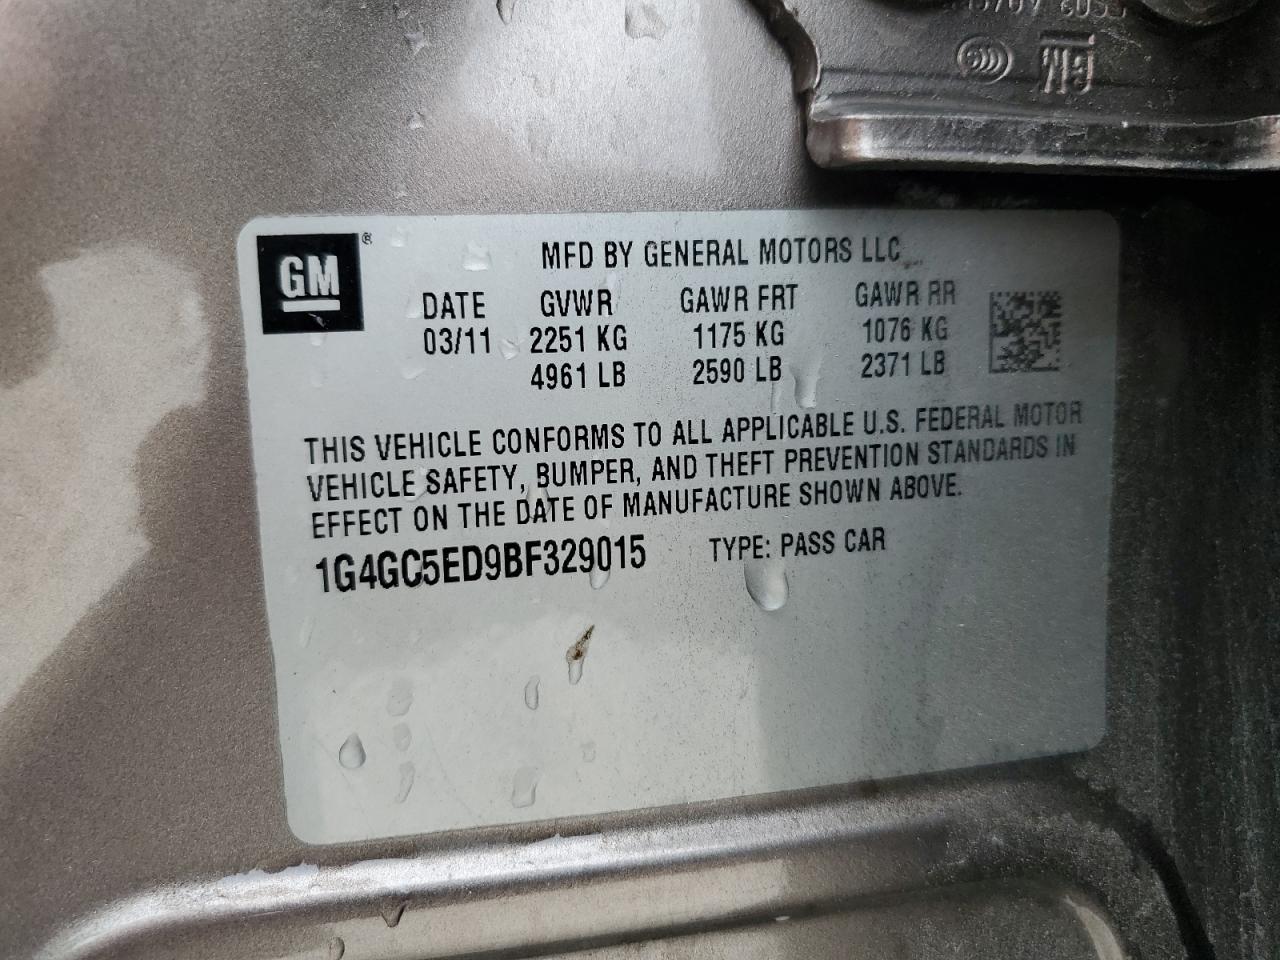 GM
MFD BY GENERAL MOTORS LLC
DATE GVWR GAWR FRT GAWR RR
03/11 2251 KG 1175 KG 1076 KG
4961 LB 2590 LB 2371 LB
THIS VEHICLE CONFORMS TO ALL APPLICABLE U.S. FEDERAL MOTOR
VEHICLE SAFETY, BUMPER, AND THEFT PREVENTION STANDARDS IN
EFFECT ON THE DATE OF MANUFACTURE SHOWN ABOVE.
1G4GC5ED9BF329015 TYPE: PASS CAR